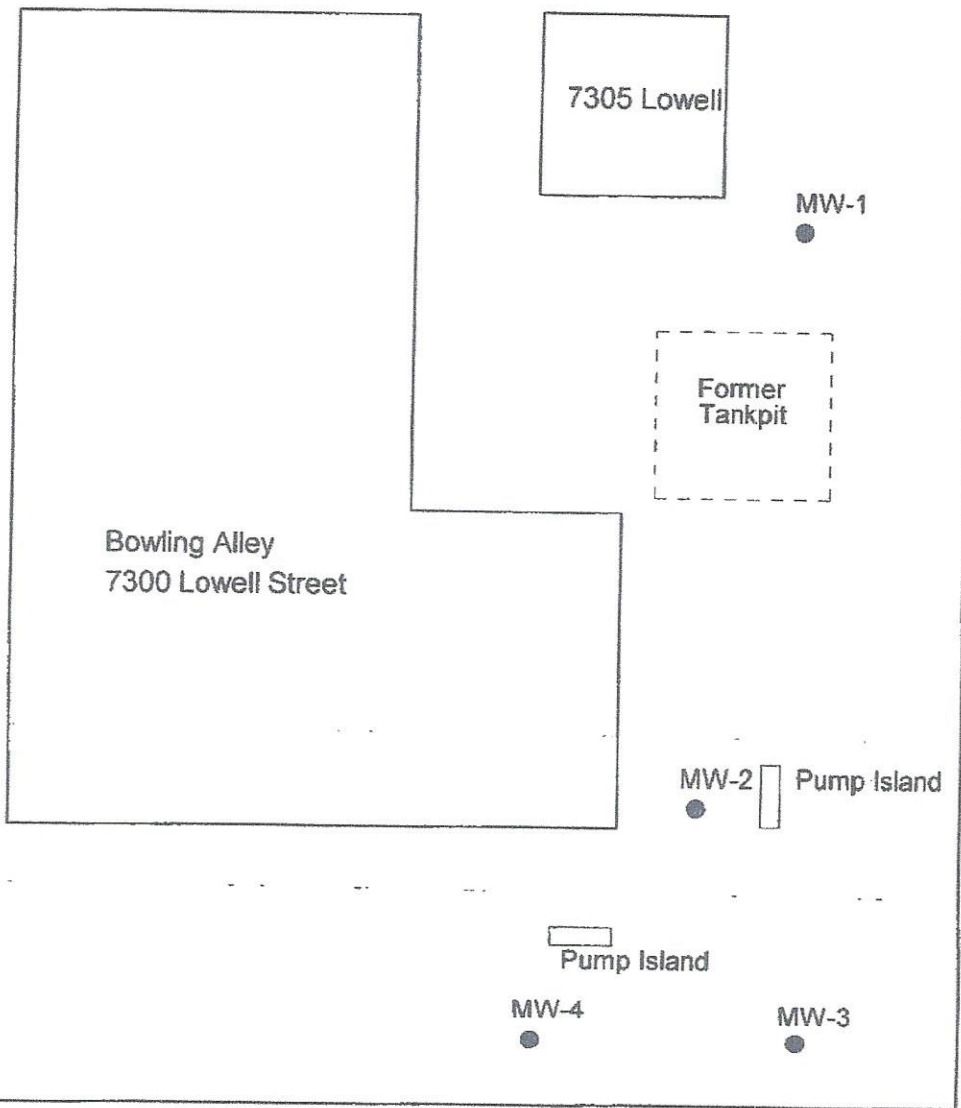 7305 Lowell
MW-1
Former
Tankpit
Bowling Alley
7300 Lowell Street
MW-2
Pump Island
Pump Island
MW-4
MW-3